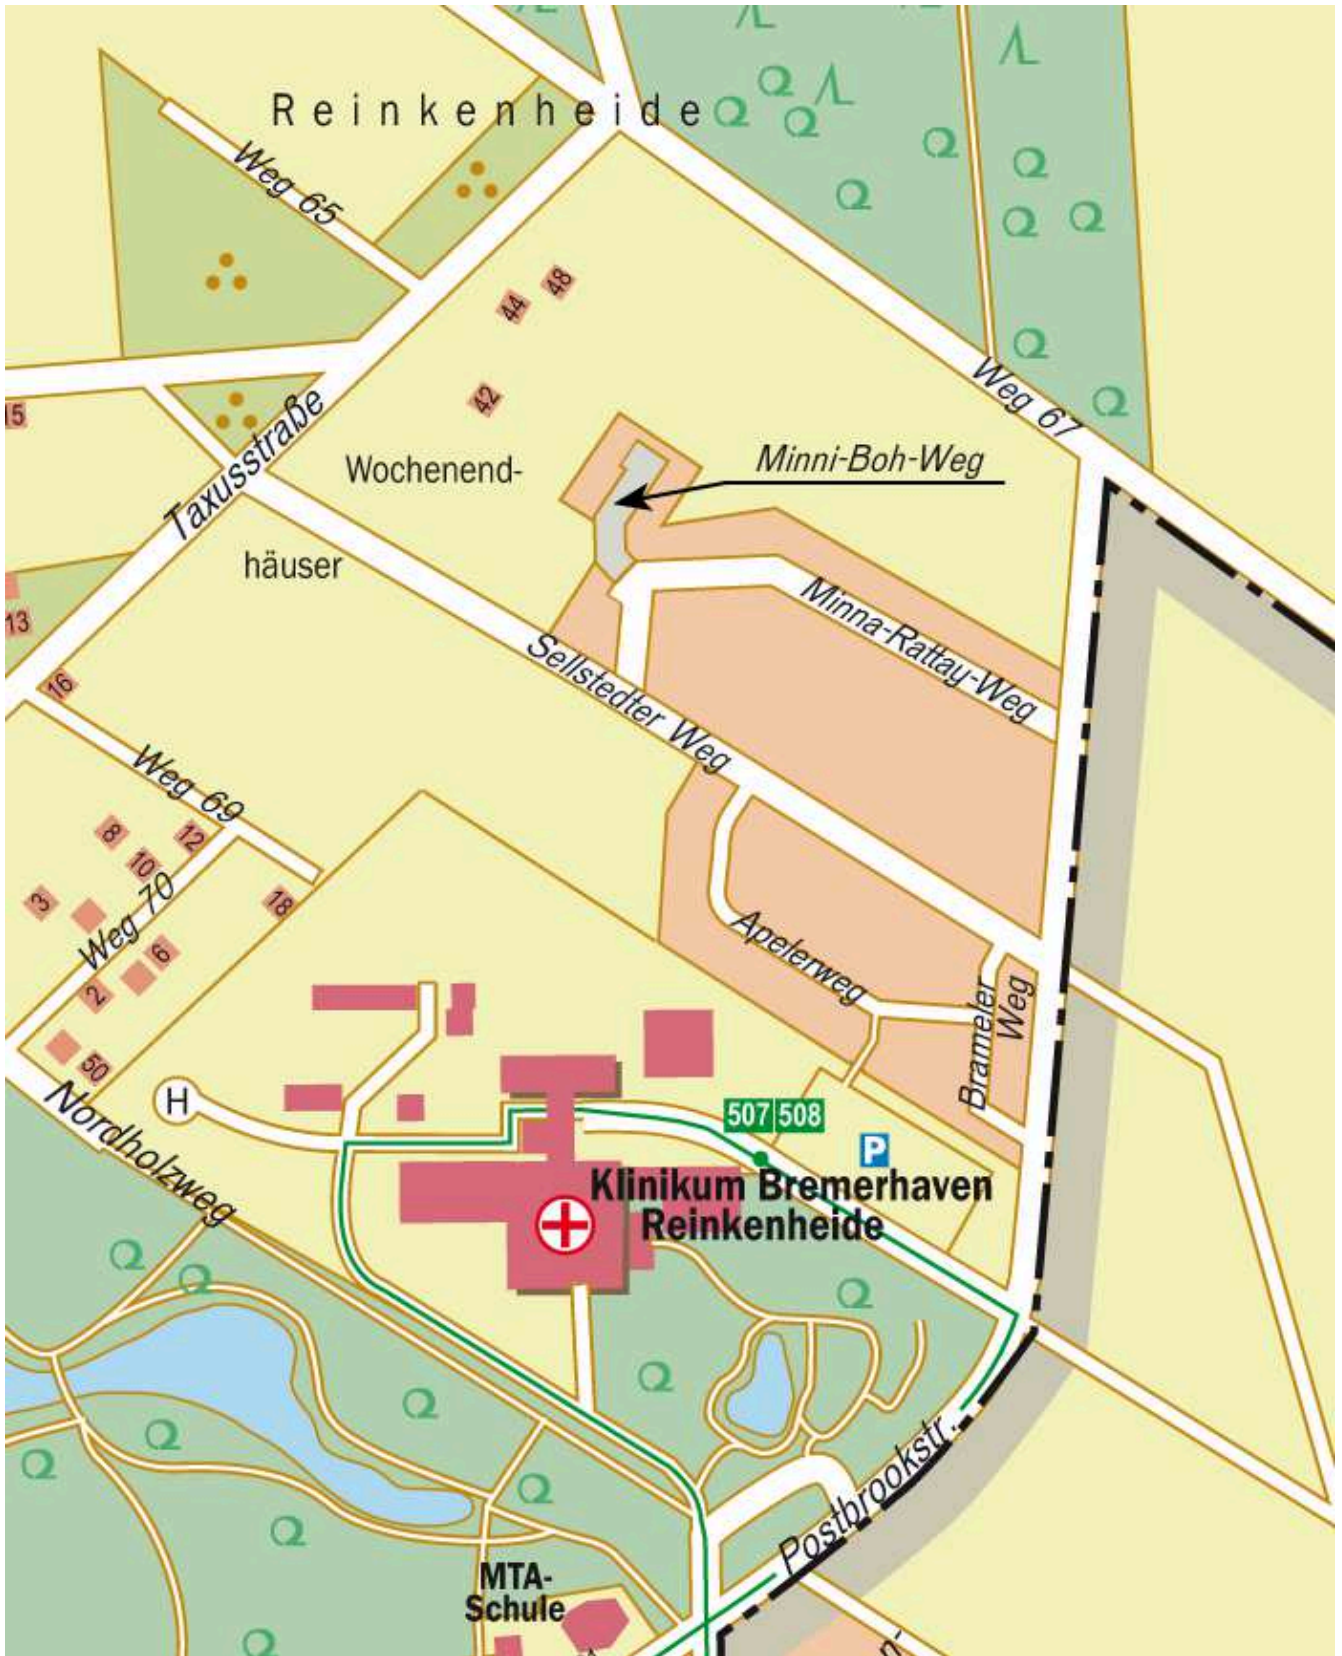 Reinkenheide
Weg 65
48
44
42
Weg 67
15
Taxusstraße
Wochenend-
Minni-Boh-Weg
häuser
13
Minna-Rattay-Weg
Sellstedter Weg
16
Weg 69
8
12
10
3
Weg 70
18
6
2
Apelerweg
Brameler
Weg
50
H
Nordholzweg
507 508
P
Klinikum Bremerhaven
Reinkenheide
Postbrookstr.
MTA-
Schule